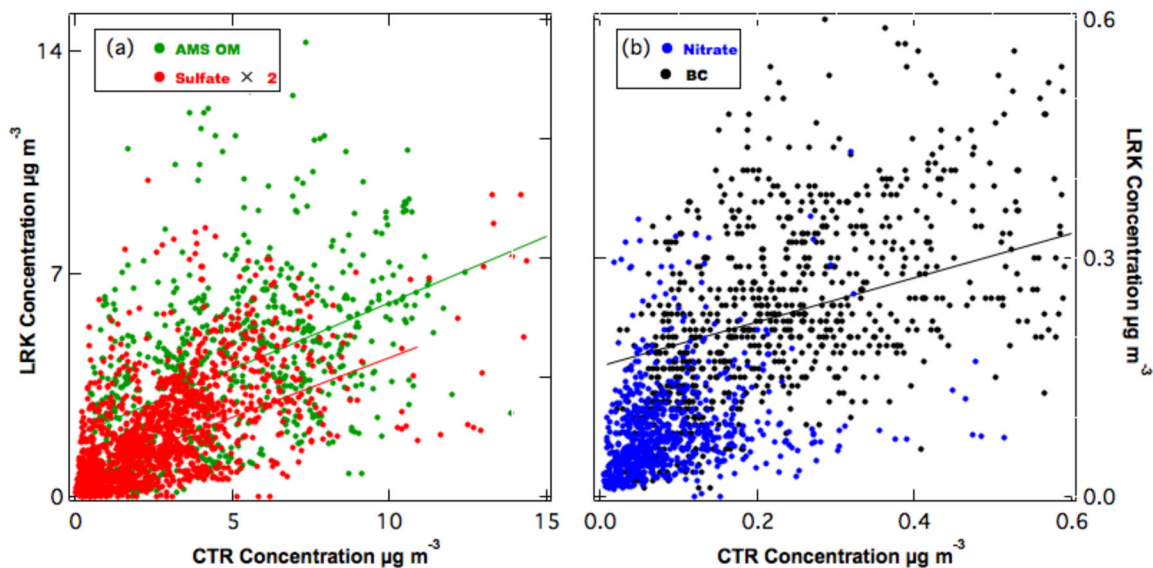 (a)
AMS OM
Sulfate × 2
14
7
0
LRK Concentration µg m-3
0
5
10
15
CTR Concentration µg m-3
(b)
Nitrate
BC
0.6
0.3
0.0
LRK Concentration µg m-3
0.0
0.2
0.4
0.6
CTR Concentration µg m-3